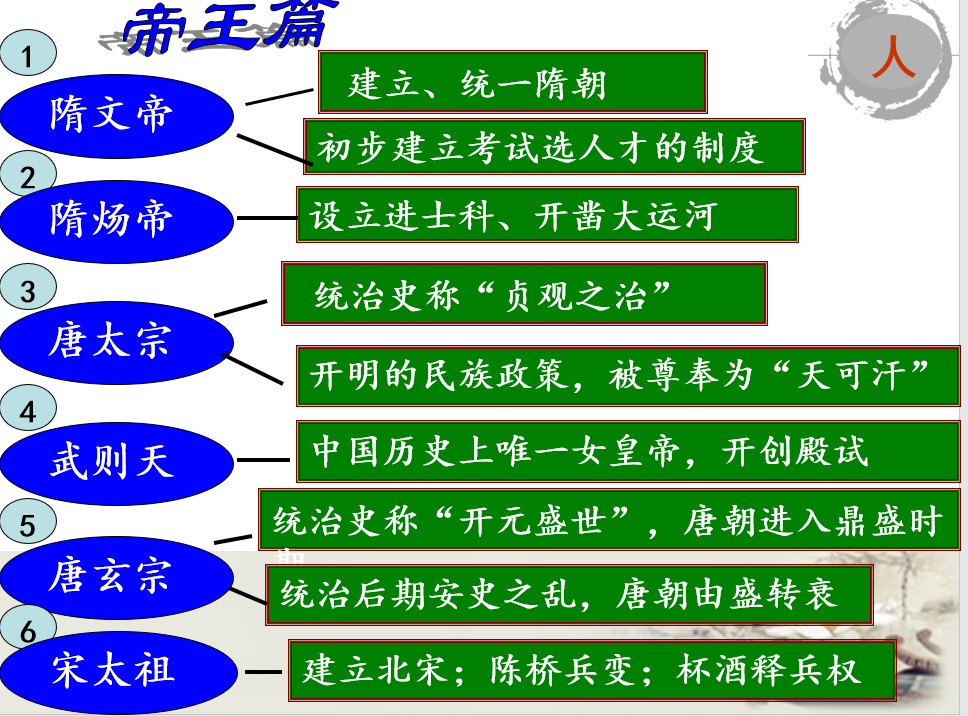 帝王篇
人
1
隋文帝
建立、统一隋朝
初步建立考试选人才的制度
2
隋炀帝
设立进士科、开凿大运河
3
唐太宗
统治史称“贞观之治”
开明的民族政策，被尊奉为“天可汗”
4
武则天
中国历史上唯一女皇帝，开创殿试
5
唐玄宗
统治史称“开元盛世”，唐朝进入鼎盛时
期
统治后期安史之乱，唐朝由盛转衰
6
宋太祖
建立北宋；陈桥兵变；杯酒释兵权